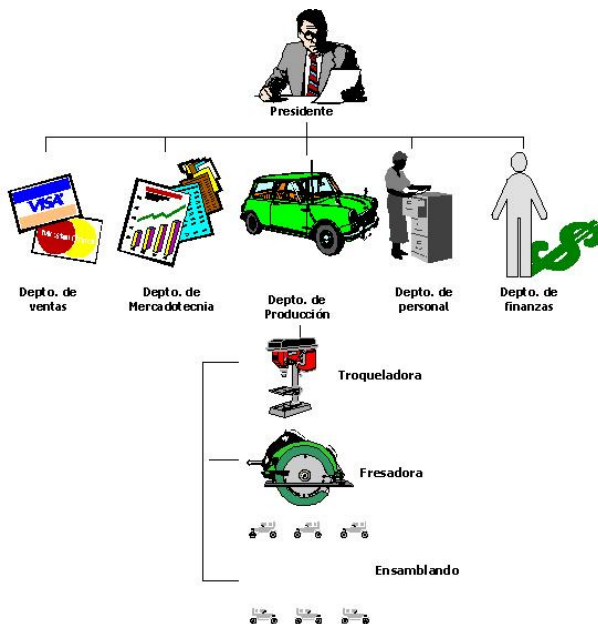 Presidente
VISA
Depto. de
ventas
Depto. de
Mercadotecnia
Depto. de
Producción
Depto. de
personal
Depto. de
finanzas
Troqueladora
Fresadora
Ensamblando